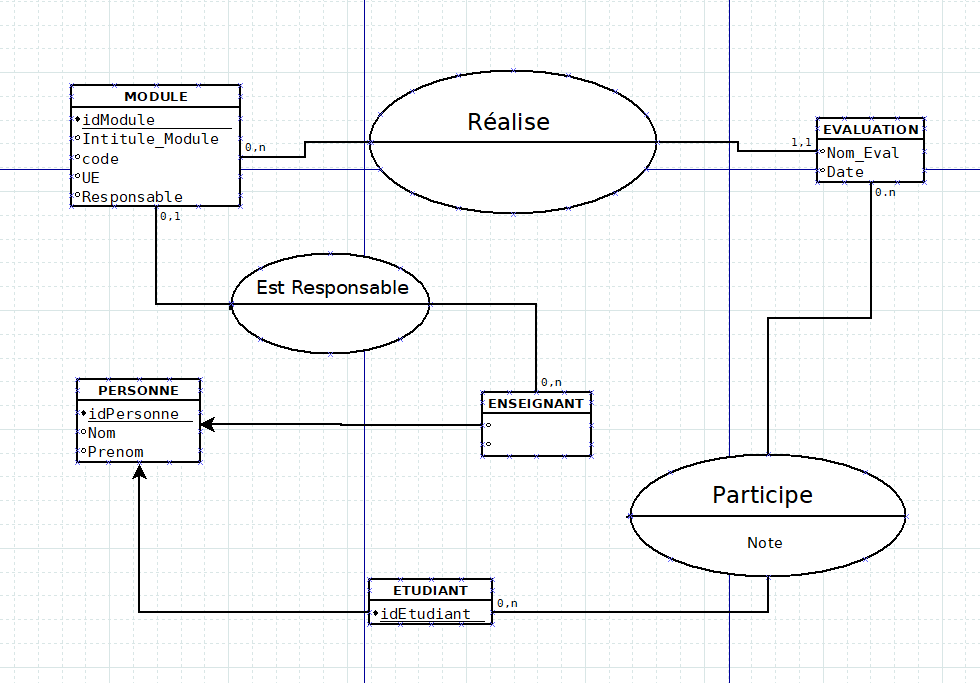 MODULE
idModule
Intitule_Module
code
UE
Responsable
0,n
0,1
Réalise
1,1
EVALUATION
Nom_Eval
Date
0.n
Est Responsable
0,n
PERSONNE
idPersonne
Nom
Prenom
ENSEIGNANT
Participe
Note
ETUDIANT
idEtudiant
0,n